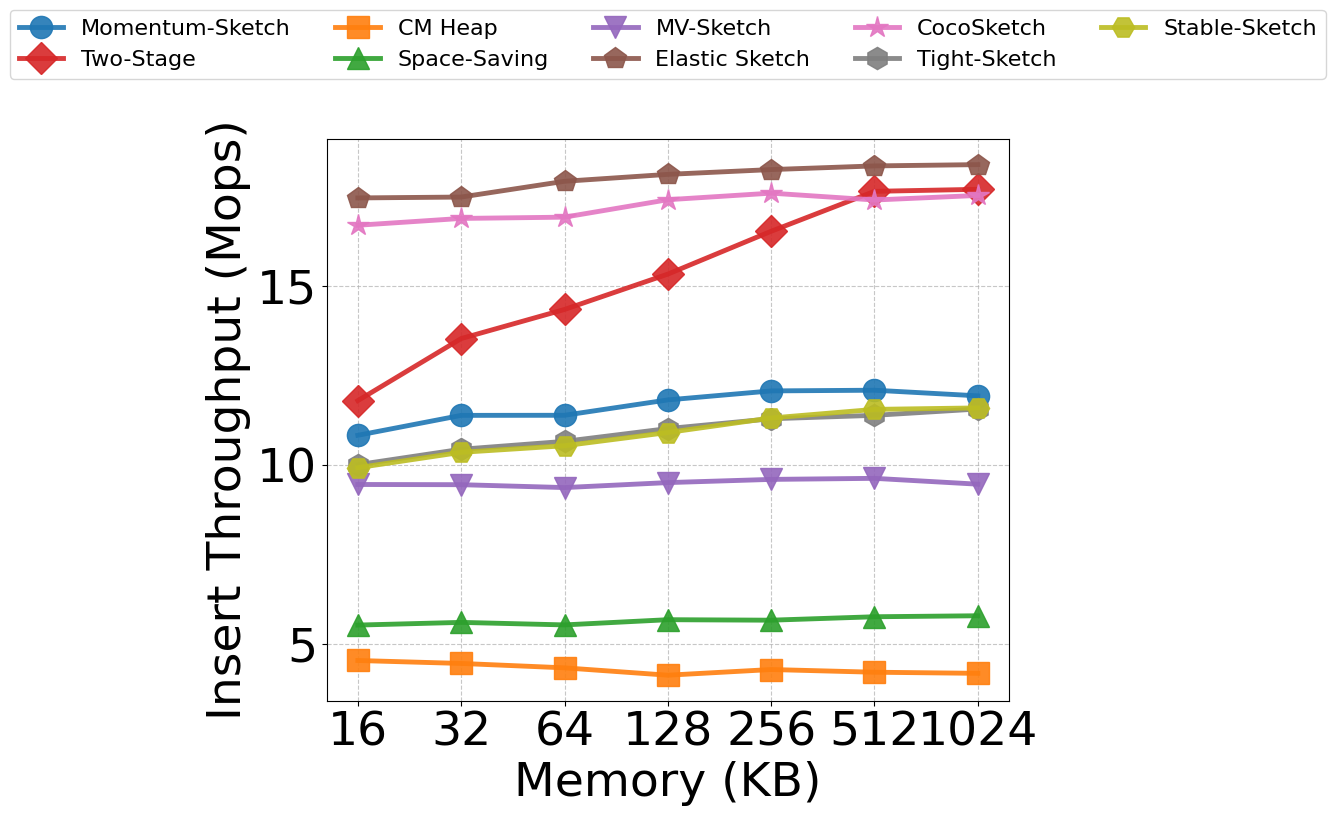 Momentum-Sketch CM Heap MV-Sketch CocoSketch Stable-Sketch
Two-Stage Space-Saving Elastic Sketch Tight-Sketch
Insert Throughput (Mops)
15
10
5
16 32 64 128 256 512 1024
Memory (KB)